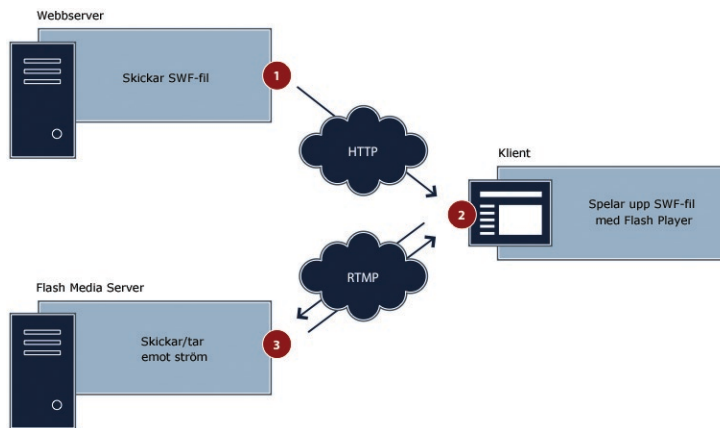 Webbserver
Skickar SWF-fil
1
HTTP
Klient
2
Spelar upp SWF-fil
med Flash Player
RTMP
Flash Media Server
Skickar/tar
emot ström
3